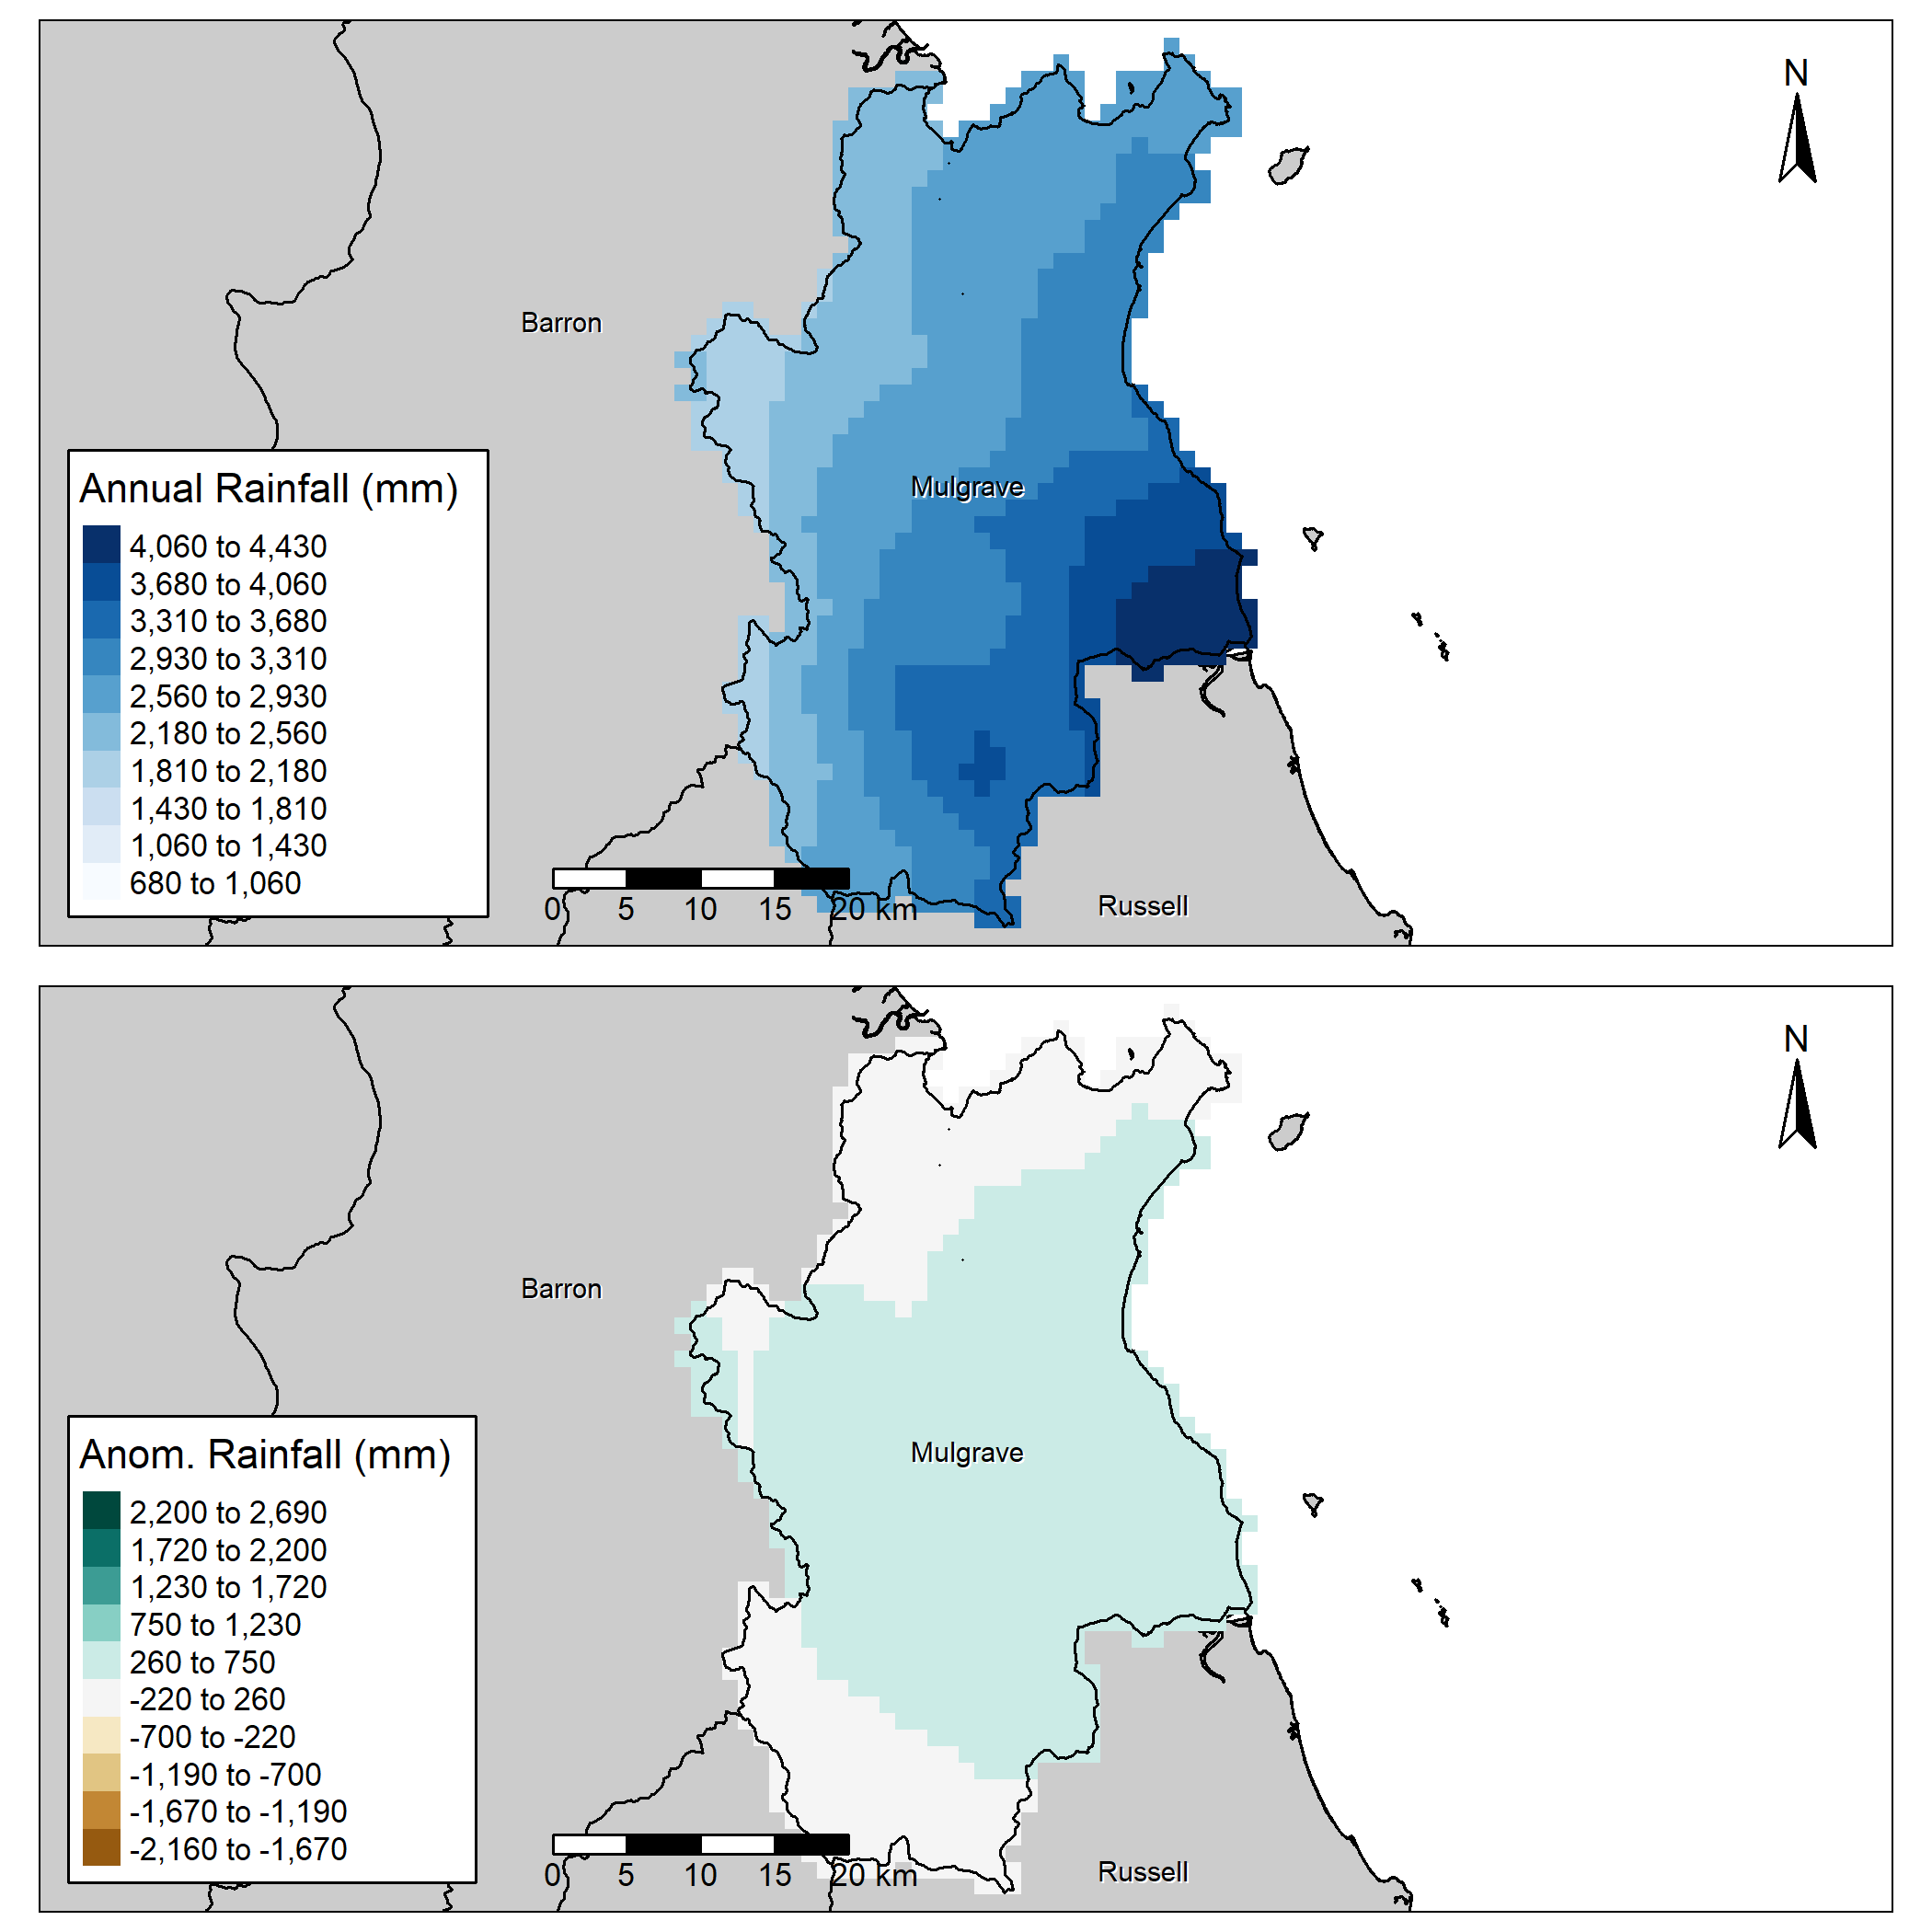 N
Barron
Mulgrave
Annual Rainfall (mm)
4,060 to 4,430
3,680 to 4,060
3,310 to 3,680
2,930 to 3,310
2,560 to 2,930
2,180 to 2,560
1,810 to 2,180
1,430 to 1,810
1,060 to 1,430
680 to 1,060
0 5 10 15 20 km
Russell
N
Barron
Mulgrave
Anom. Rainfall (mm)
2,200 to 2,690
1,720 to 2,200
1,230 to 1,720
750 to 1,230
260 to 750
-220 to 260
-700 to -220
-1,190 to -700
-1,670 to -1,190
-2,160 to -1,670
0 5 10 15 20 km
Russell